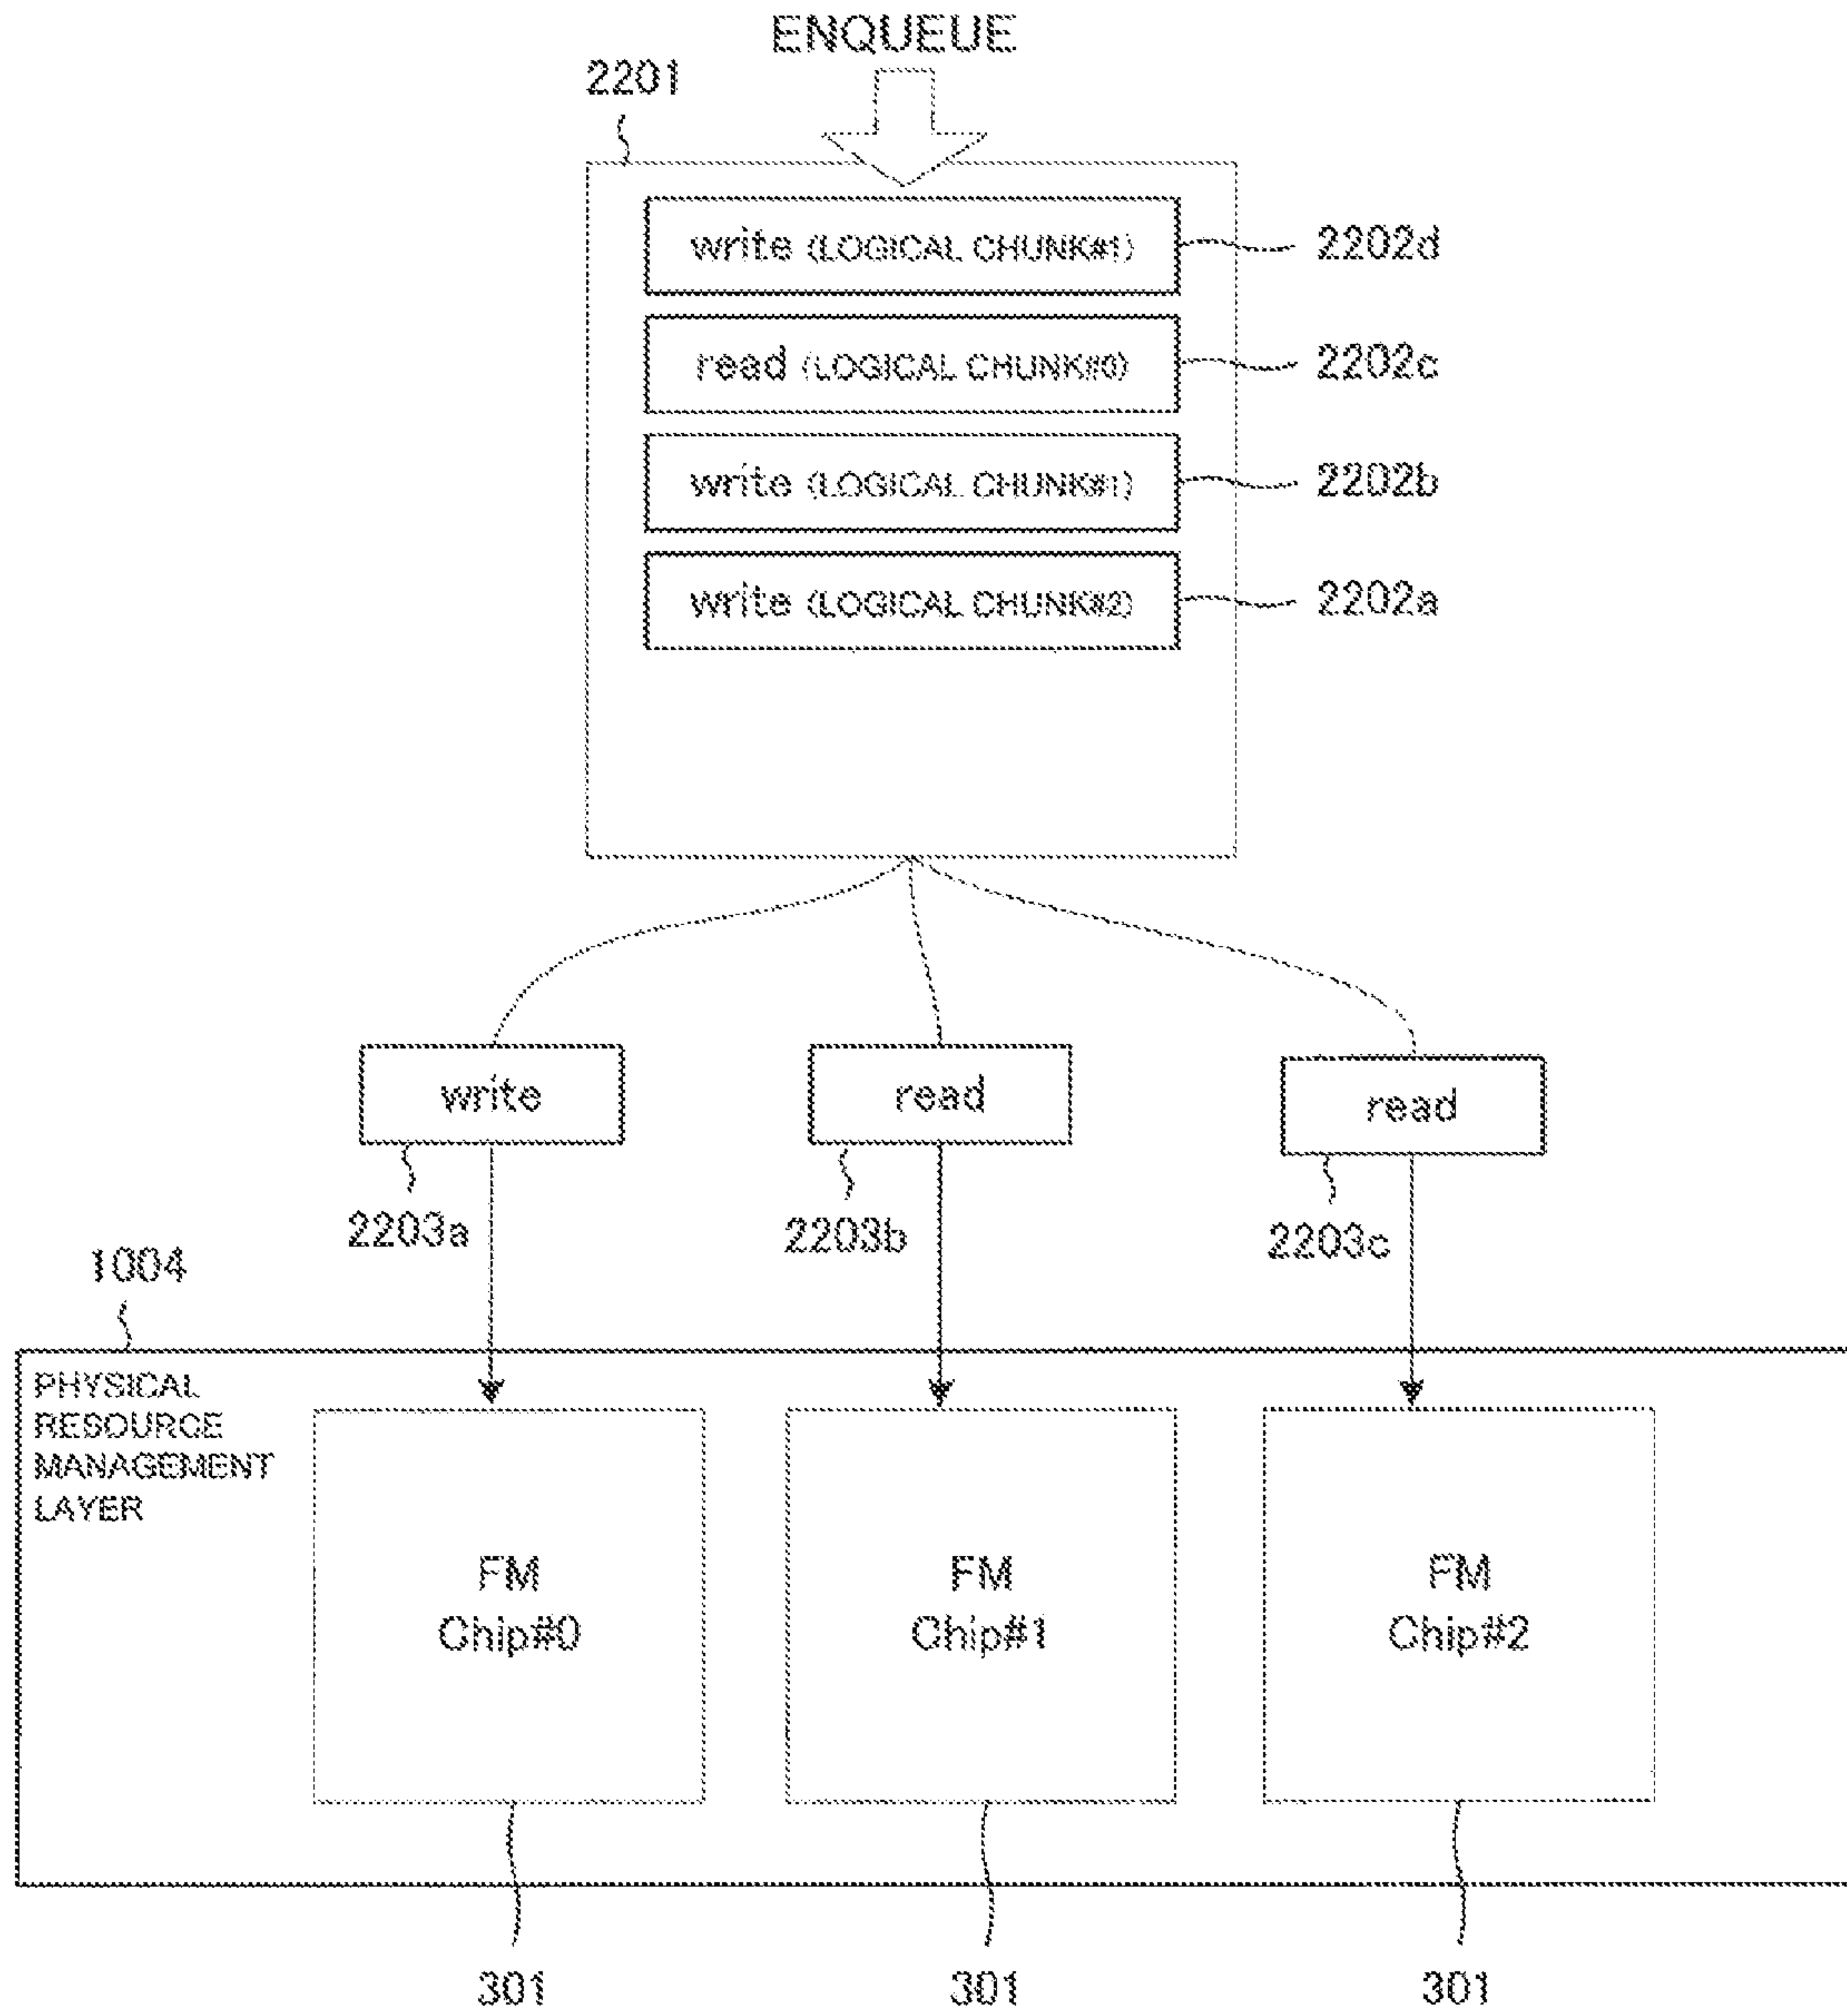 ENQUEUE
2201
write (LOGICAL CHUNK#1)
2202d
read (LOGICAL CHUNK#0)
2202c
write (LOGICAL CHUNK#1)
2202b
write (LOGICAL CHUNK#2)
2202a
write
read
read
2203a
2203b
2203c
1004
PHYSICAL
RESOURCE
MANAGEMENT
LAYER
FM
Chip#0
FM
Chip#1
FM
Chip#2
301
301
301